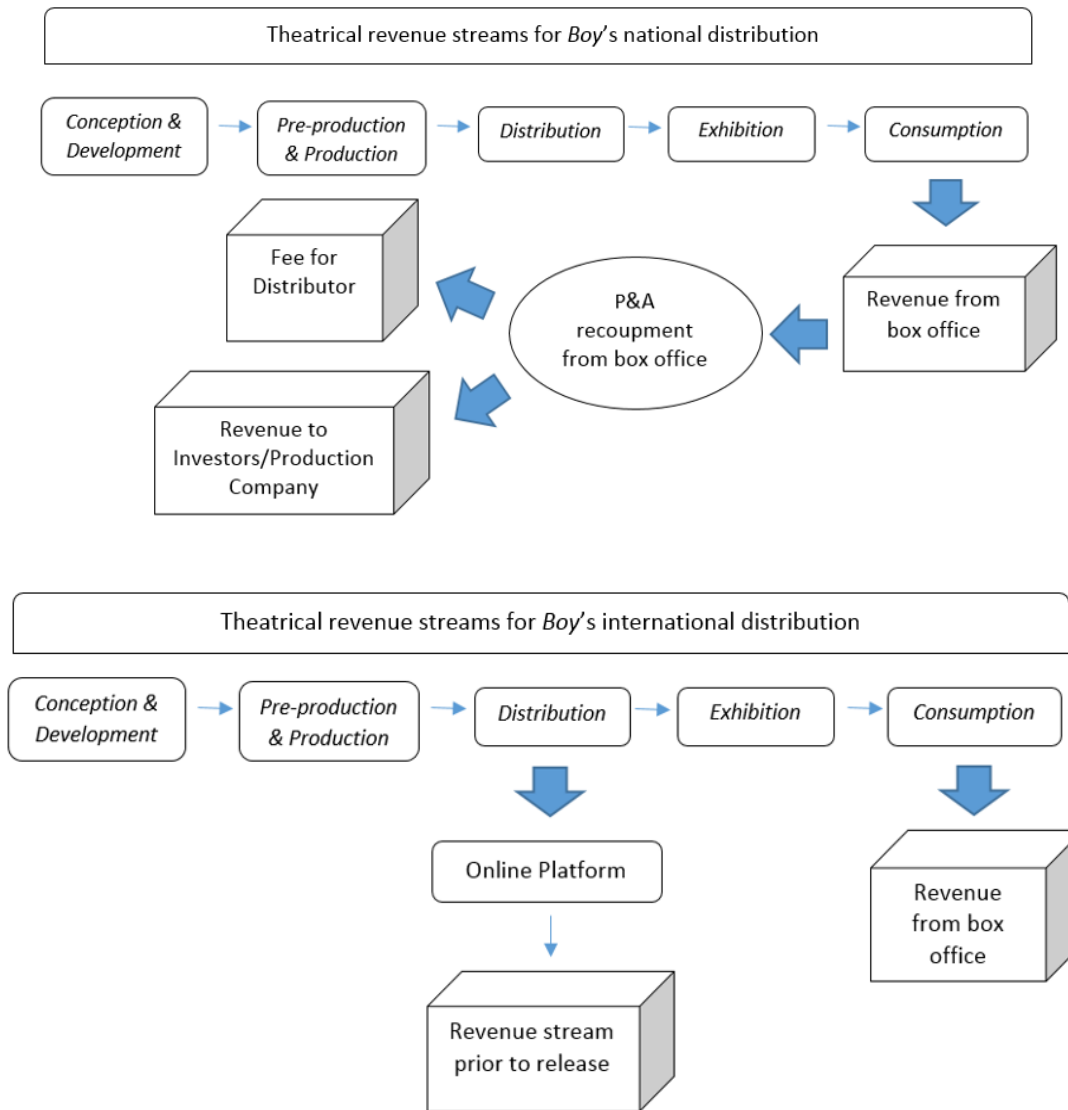 Theatrical revenue streams for Boy's national distribution
Conception &
Development
Pre-production
& Production
Distribution
Exhibition
Consumption
Fee for
Distributor
P&A
recoupment
from box office
Revenue from
box office
Revenue to
Investors/Production
Company
Theatrical revenue streams for Boy's international distribution
Conception &
Development
Pre-production
& Production
Distribution
Exhibition
Consumption
Online Platform
Revenue
from box
office
Revenue stream
prior to release